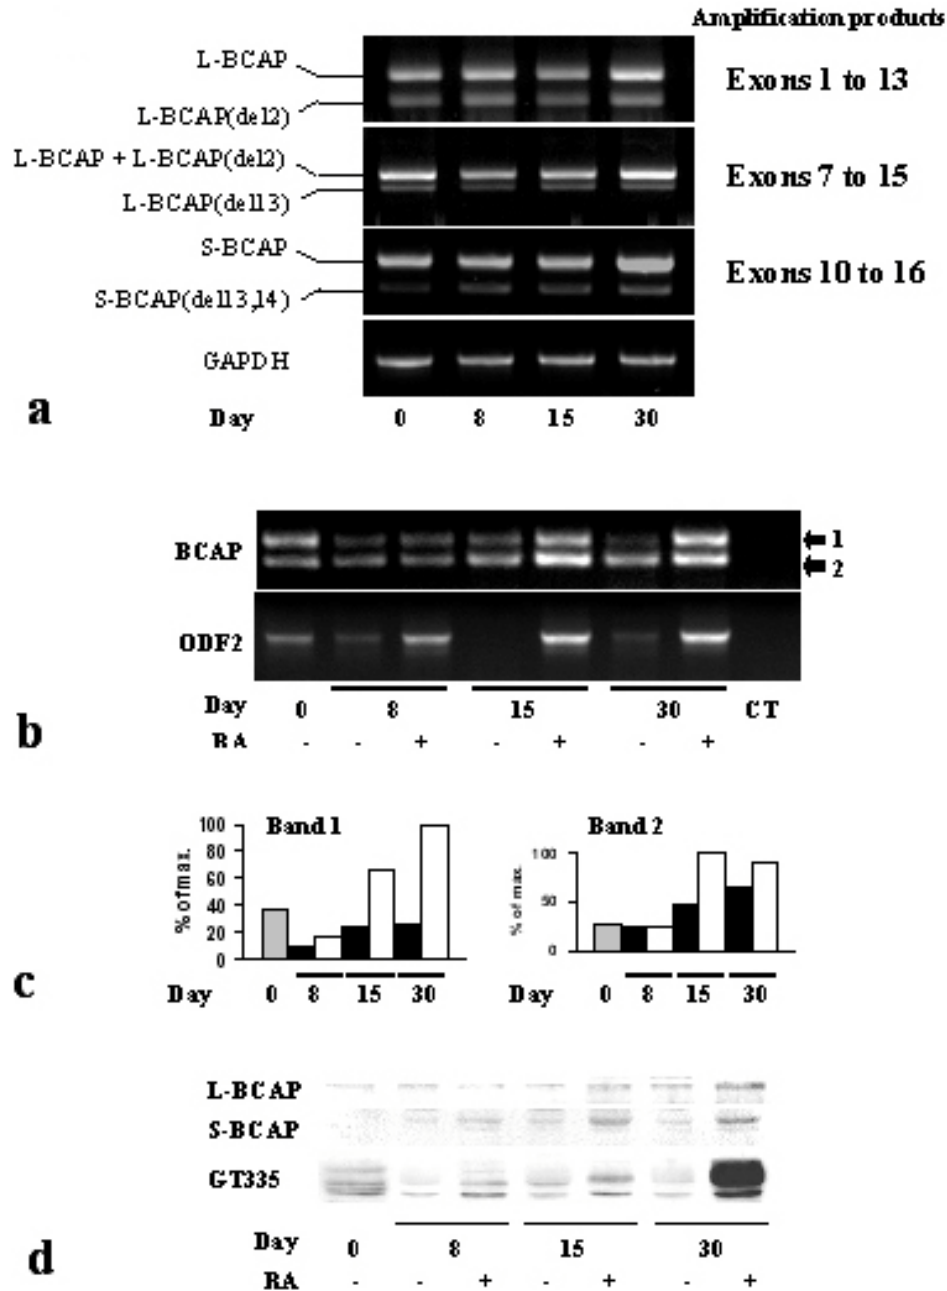 Amplification products
L-BCAP
Exons 1 to 13
L-BCAP(del2)
L-BCAP + L-BCAP(del2)
Exons 7 to 15
L-BCAP(del13)
S-BCAP
Exons 10 to 16
S-BCAP(del13,14)
GAPDH
a
Day 0 8 15 30
BCAP
1
2
ODF2
b
Day 0 8 15 30 CT
RA - - + - + - +
Band 1
% of max.
100
80
60
40
20
0
Band 2
% of max.
100
50
0
c
Day 0 8 15 30
Day 0 8 15 30
L-BCAP
S-BCAP
GT335
d
Day 0 8 15 30
RA - - + - + - +